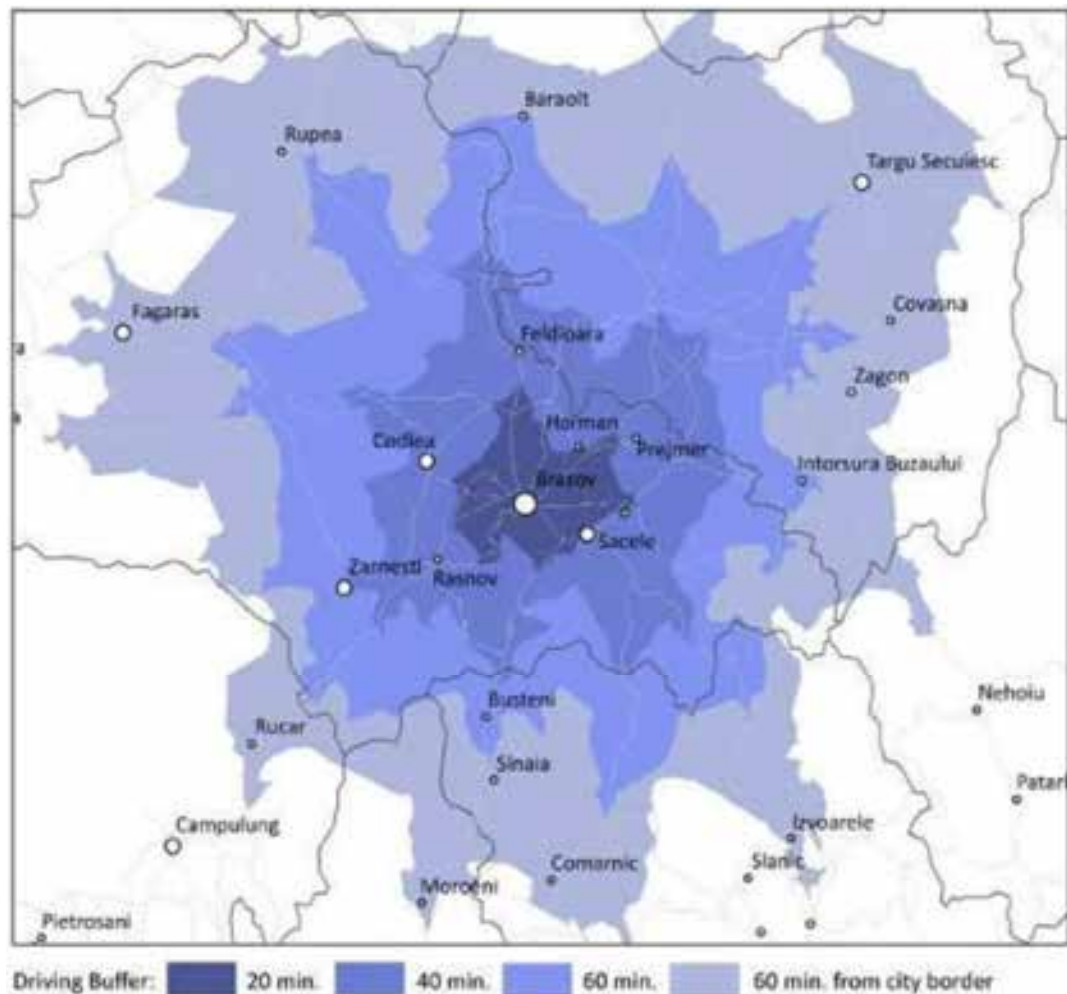 Baraolt
Rupea
Targu Secuiesc
Fagaras
Covasna
Feldioara
Zagon
Harman
Codlea
Prejmer
Intorsura Buzaului
Brasov
Sacele
Zarnesti
Rasnov
Busteni
Nehoiu
Rucar
Sinaia
Patarl
Campulung
Izvoarele
Slanic
Comarnic
Moroeni
Pietrosani
Driving Buffer: 20 min. 40 min. 60 min. 60 min. from city border